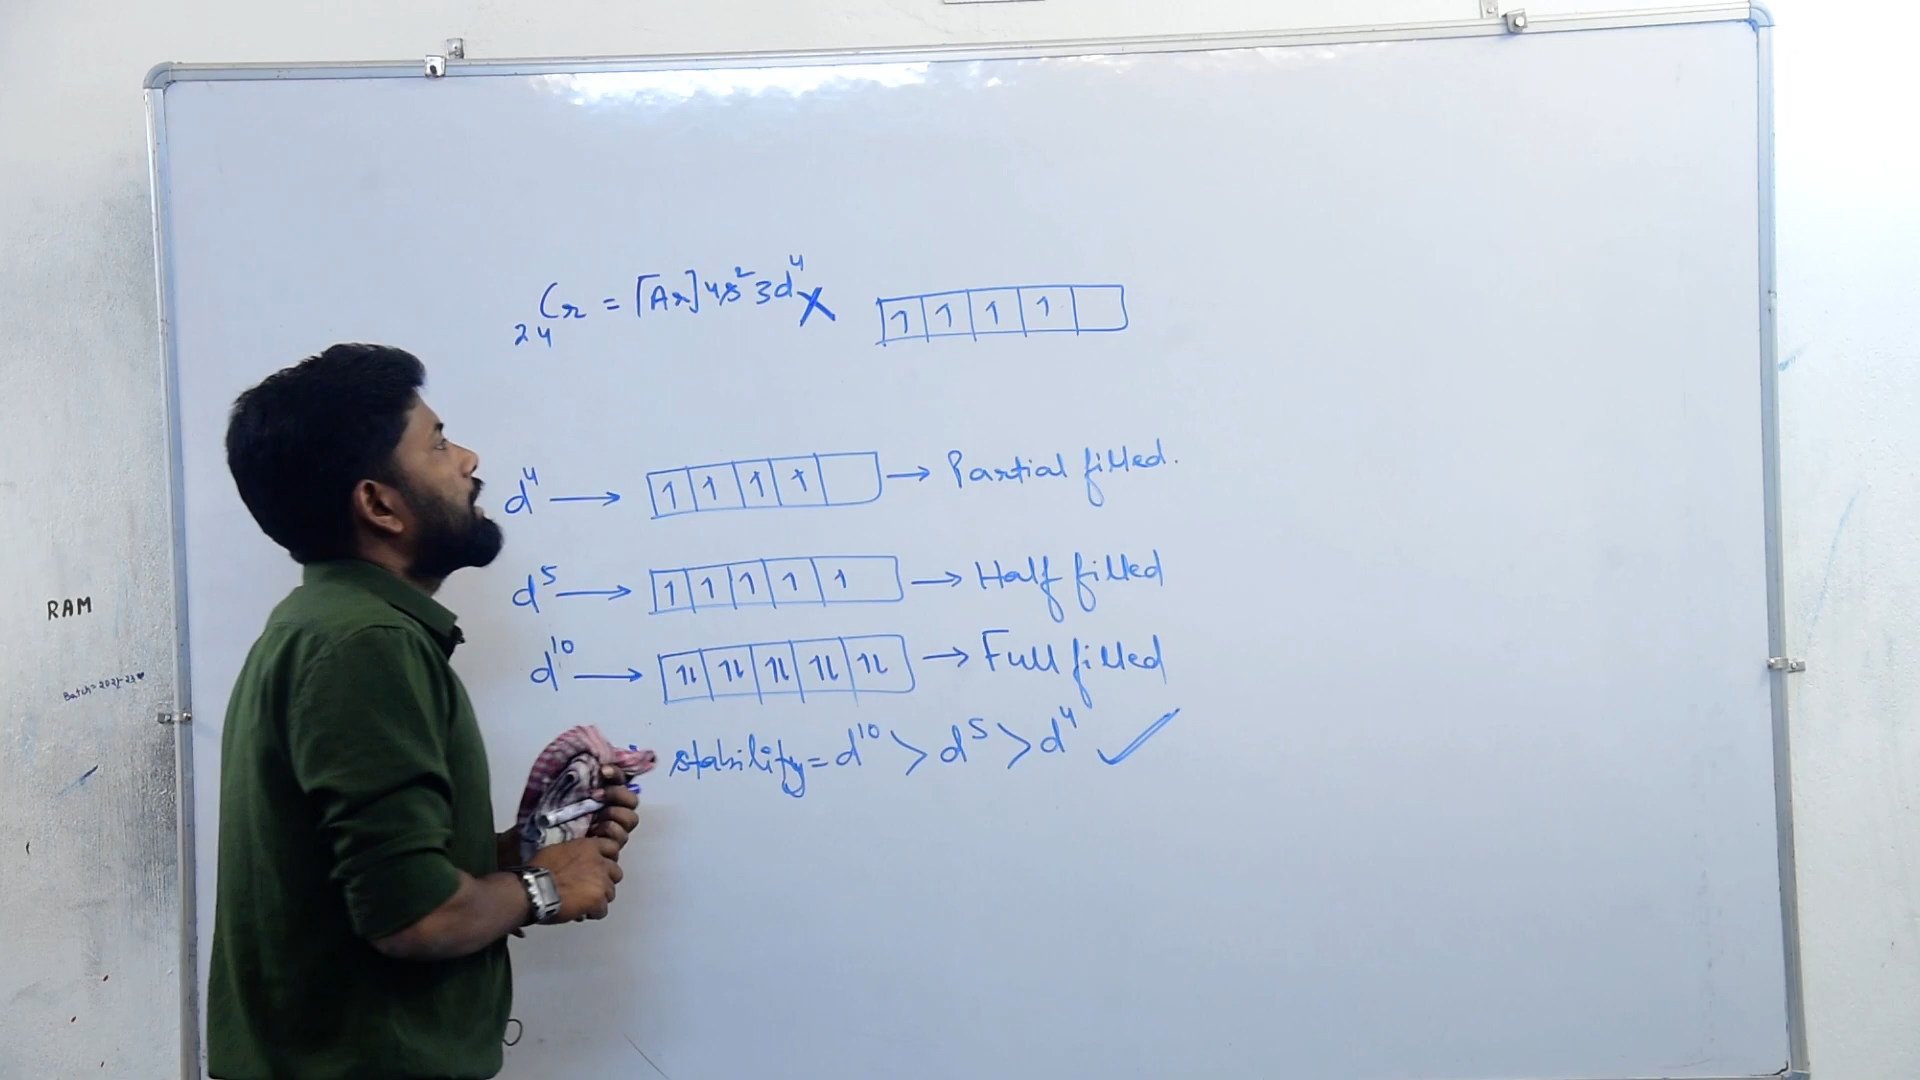 ₂₄Cr = [Ar] 4s² 3d⁴ X 1 1 1 1
d⁴ → 1 1 1 1 → Partial filled.
d⁵ → 1 1 1 1 1 → Half filled
d¹⁰ → 1l 1l 1l 1l 1l → Full filled
stability = d¹⁰ > d⁵ > d⁴ ✓
RAM